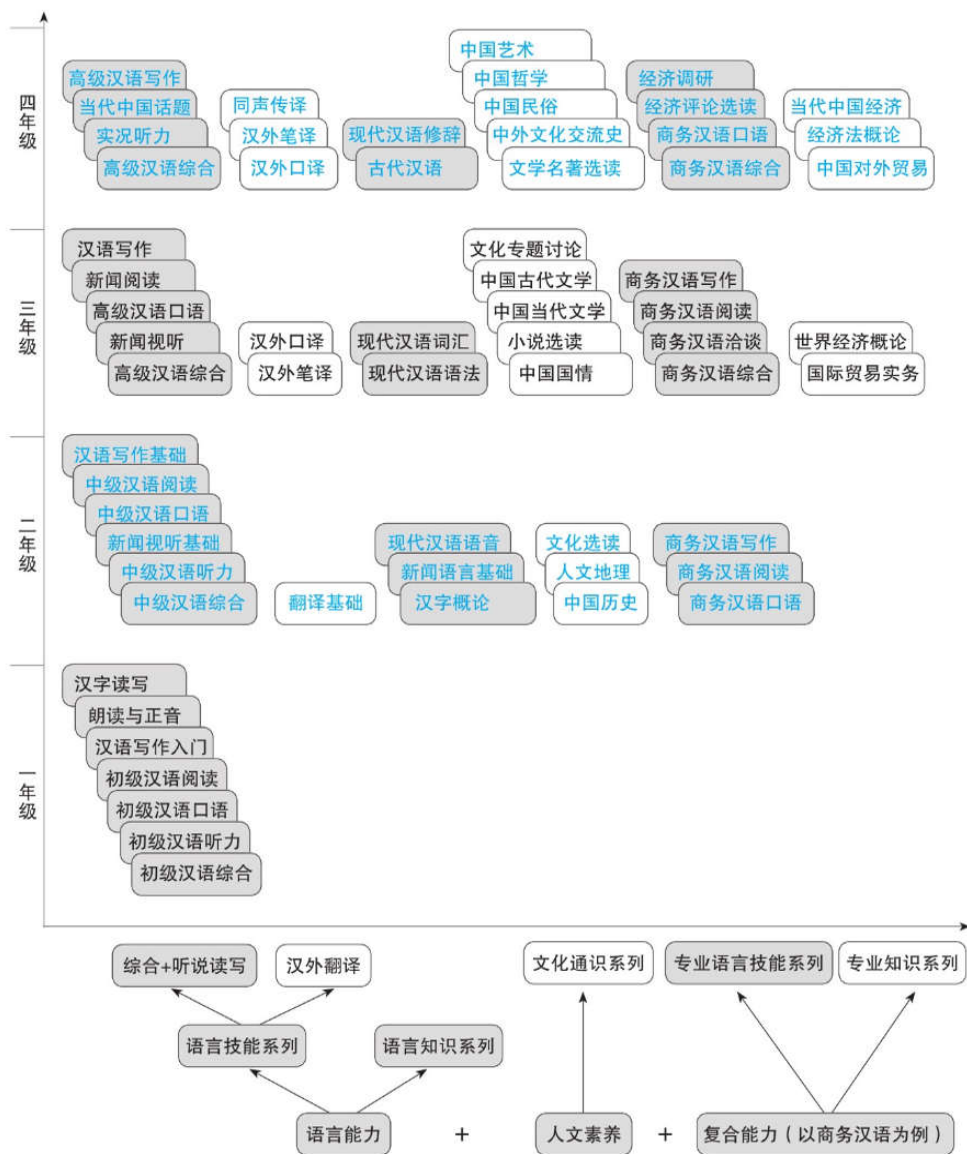 四年级
高级汉语写作
当代中国话题
实况听力
高级汉语综合
同声传译
汉外笔译
汉外口译
现代汉语修辞
古代汉语
中国艺术
中国哲学
中国民俗
中外文化交流史
文学名著选读
经济调研
经济评论选读
商务汉语口语
商务汉语综合
当代中国经济
经济法概论
中国对外贸易
三年级
汉语写作
新闻阅读
高级汉语口语
新闻视听
高级汉语综合
汉外口译
汉外笔译
现代汉语词汇
现代汉语语法
文化专题讨论
中国古代文学
中国当代文学
小说选读
中国国情
商务汉语写作
商务汉语阅读
商务汉语洽谈
商务汉语综合
世界经济概论
国际贸易实务
二年级
汉语写作基础
中级汉语阅读
中级汉语口语
新闻视听基础
中级汉语听力
中级汉语综合
翻译基础
现代汉语语音
新闻语言基础
汉字概论
文化选读
人文地理
中国历史
商务汉语写作
商务汉语阅读
商务汉语口语
一年级
汉字读写
朗读与正音
汉语写作入门
初级汉语阅读
初级汉语口语
初级汉语听力
初级汉语综合
综合+听说读写
汉外翻译
文化通识系列
专业语言技能系列
专业知识系列
语言技能系列
语言知识系列
语言能力
+
人文素养
+
复合能力（以商务汉语为例）